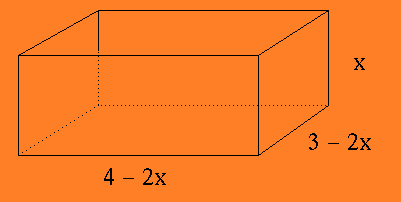 x
3 – 2x
4 – 2x